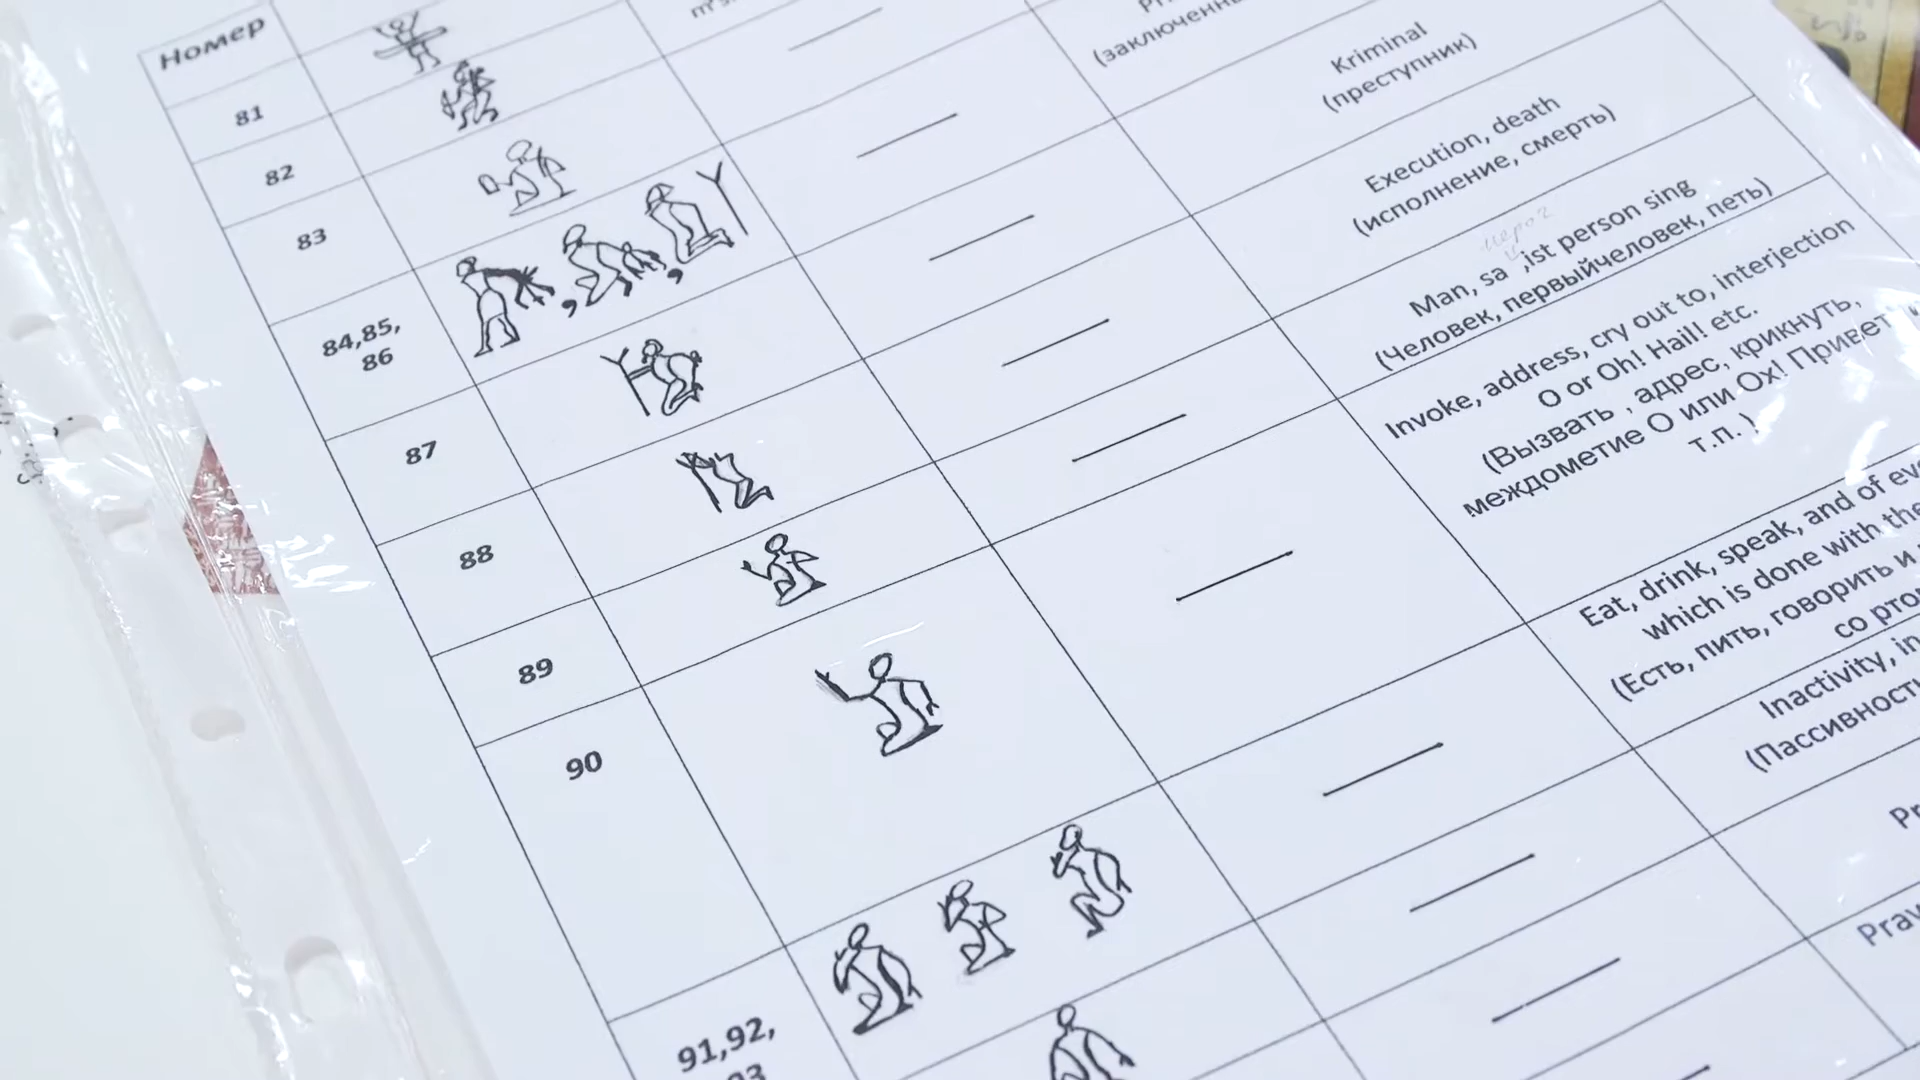 Номер
81
82
83
84,85,
86
87
88
89
90
91,92,
(заключенн
Kriminal
(преступник)
Execution, death
(исполнение, смерть)
Man, sa ,ist person sing
(Человек, первыйчеловек, петь)
Invoke, address, cry out to, interjection
O or Oh! Hail! etc.
(Вызвать , адрес, крикнуть,
междометие О или Ох! Привет
т.п. )
Eat, drink, speak, and of eve
which is done with the
(Есть, пить, говорить и
со рто
Inactivity, in
(Пассивност
Pr
Pra